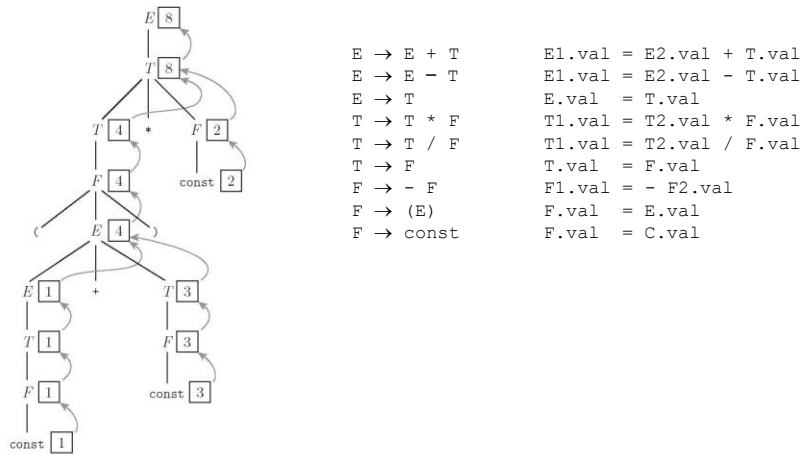 E 8
T 8
T 4 * F 2
F 4 const 2
( E 4 )
E 1 + T 3
T 1 F 3
F 1 const 3
const 1
E → E + T E1.val = E2.val + T.val
E → E − T E1.val = E2.val - T.val
E → T E.val = T.val
T → T * F T1.val = T2.val * F.val
T → T / F T1.val = T2.val / F.val
T → F T.val = F.val
F → - F F1.val = - F2.val
F → (E) F.val = E.val
F → const F.val = C.val